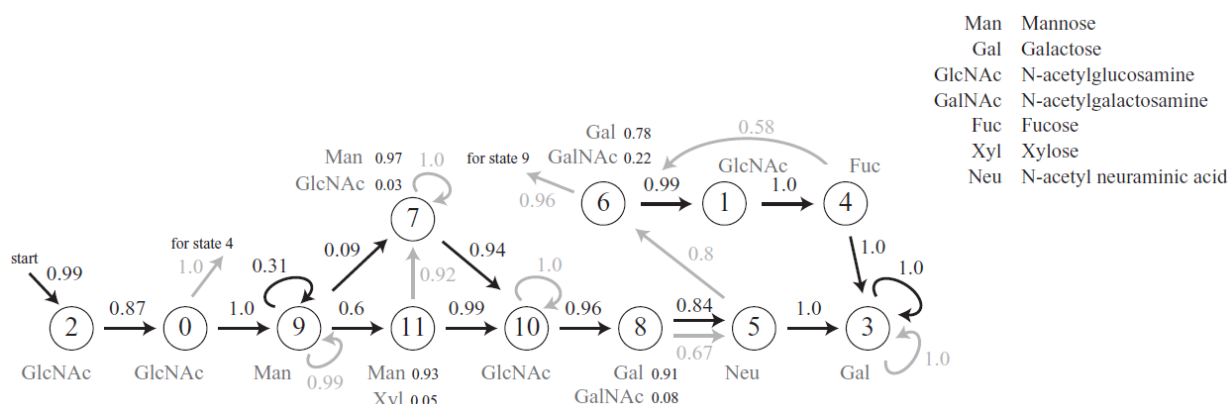 Man Mannose
Gal Galactose
GlcNAc N-acetylglucosamine
GalNAc N-acetylgalactosamine
Fuc Fucose
Xyl Xylose
Neu N-acetyl neuraminic acid
Gal 0.78
0.58
Man 0.97 1.0
for state 9
GalNAc 0.22
GlcNAc
Fuc
GlcNAc 0.03
0.96
6
0.99
1
1.0
4
7
for state 4
start
0.99
1.0
0.31
0.09
0.92
0.94
1.0
0.8
1.0
1.0
2
0.87
0
1.0
9
0.6
11
0.99
10
0.96
8
0.84
0.67
5
1.0
3
GlcNAc
GlcNAc
Man
0.99
Man 0.93
GlcNAc
Gal 0.91
Neu
Gal
1.0
Xyl 0.05
GalNAc 0.08